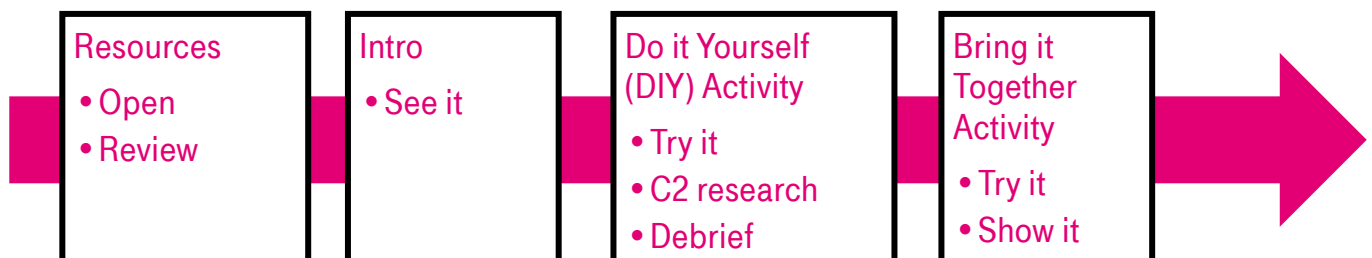 Resources
• Open
• Review
Intro
• See it
Do it Yourself
(DIY) Activity
• Try it
• C2 research
• Debrief
Bring it
Together
Activity
• Try it
• Show it